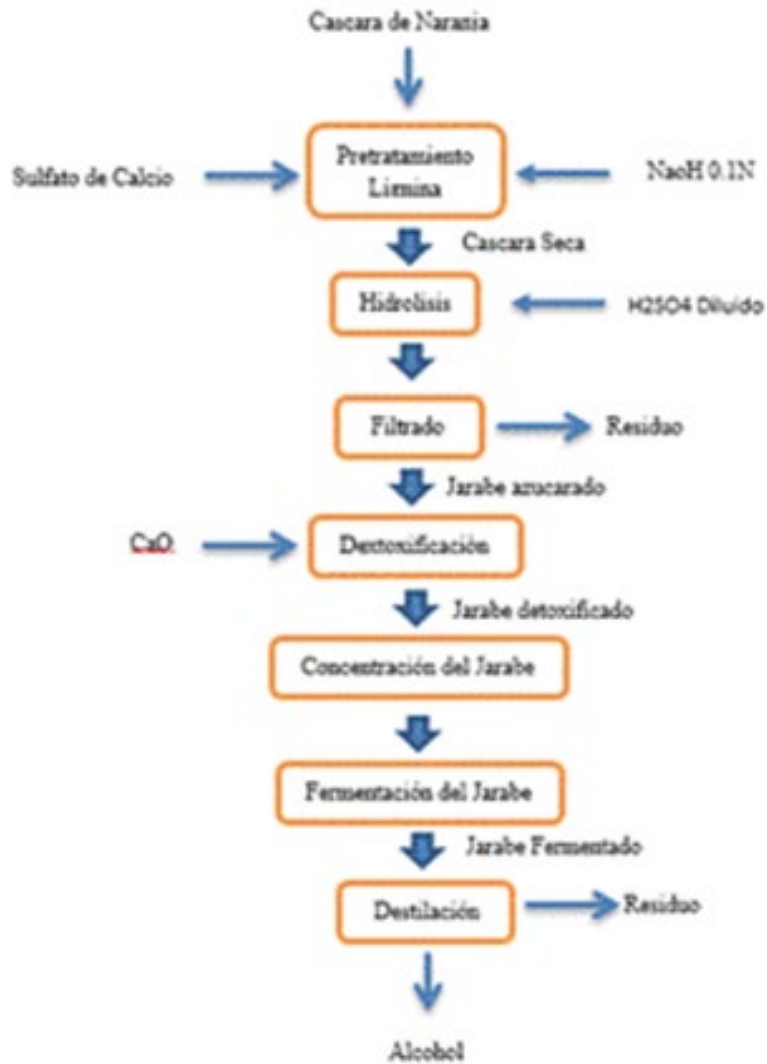 Cascara de Naranja
Pretratamiento
Lignina
Sulfato de Calcio
NaoH 0.1N
Cascara Seca
Hidrolisis
H2SO4 Diluido
Filtrado
Residuo
Jarabe azucarado
CaO
Dextoxificación
Jarabe detoxificado
Concentración del Jarabe
Fermentación del Jarabe
Jarabe Fermentado
Destilación
Residuo
Alcohol